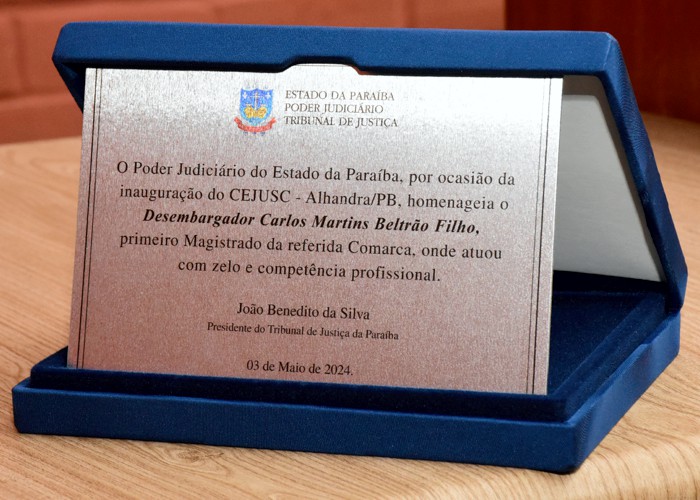 ESTADO DA PARAÍBA
PODER JUDICIÁRIO
TRIBUNAL DE JUSTIÇA
O Poder Judiciário do Estado da Paraíba, por ocasião da
inauguração do CEJUSC - Alhandra/PB, homenageia o
Desembargador Carlos Martins Beltrão Filho,
primeiro Magistrado da referida Comarca, onde atuou
com zelo e competência profissional.
João Benedito da Silva
Presidente do Tribunal de Justiça da Paraíba
03 de Maio de 2024.